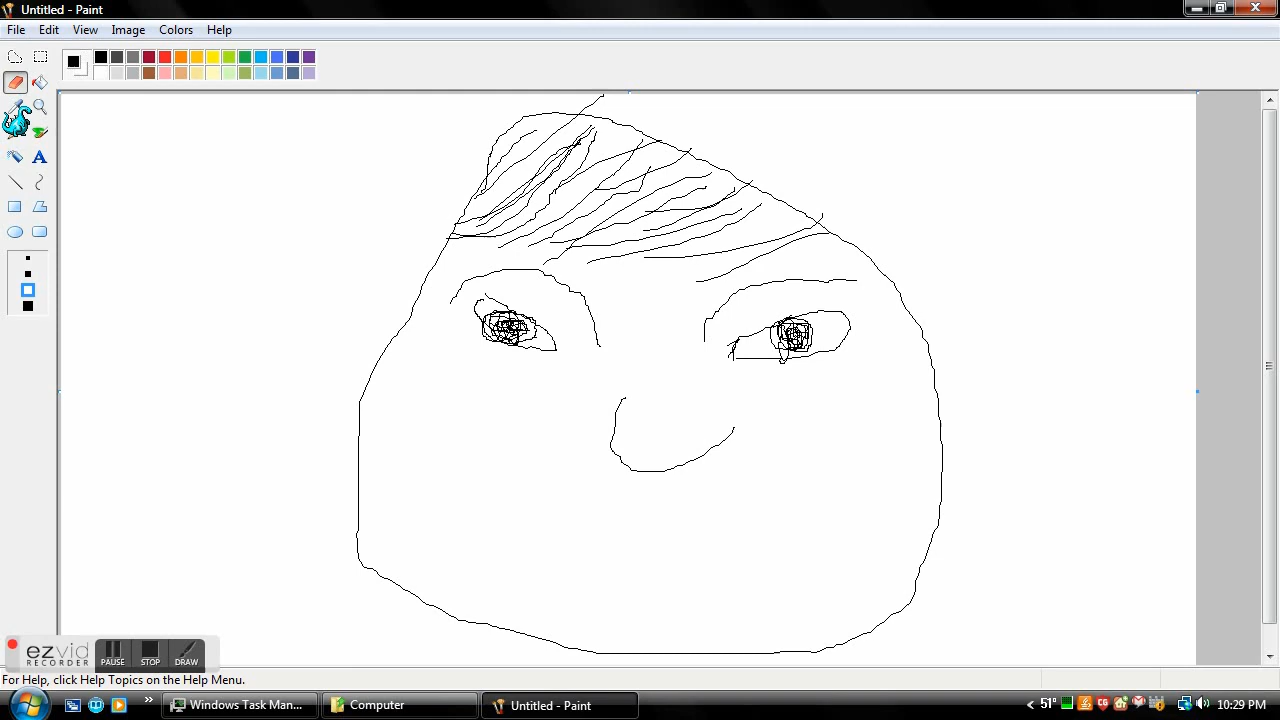 Untitled - Paint
File Edit View Image Colors Help
A
ezvid
RECORDER
PAUSE STOP DRAW
For Help, click Help Topics on the Help Menu.
» Windows Task Man... Computer Untitled - Paint < 51° 10:29 PM